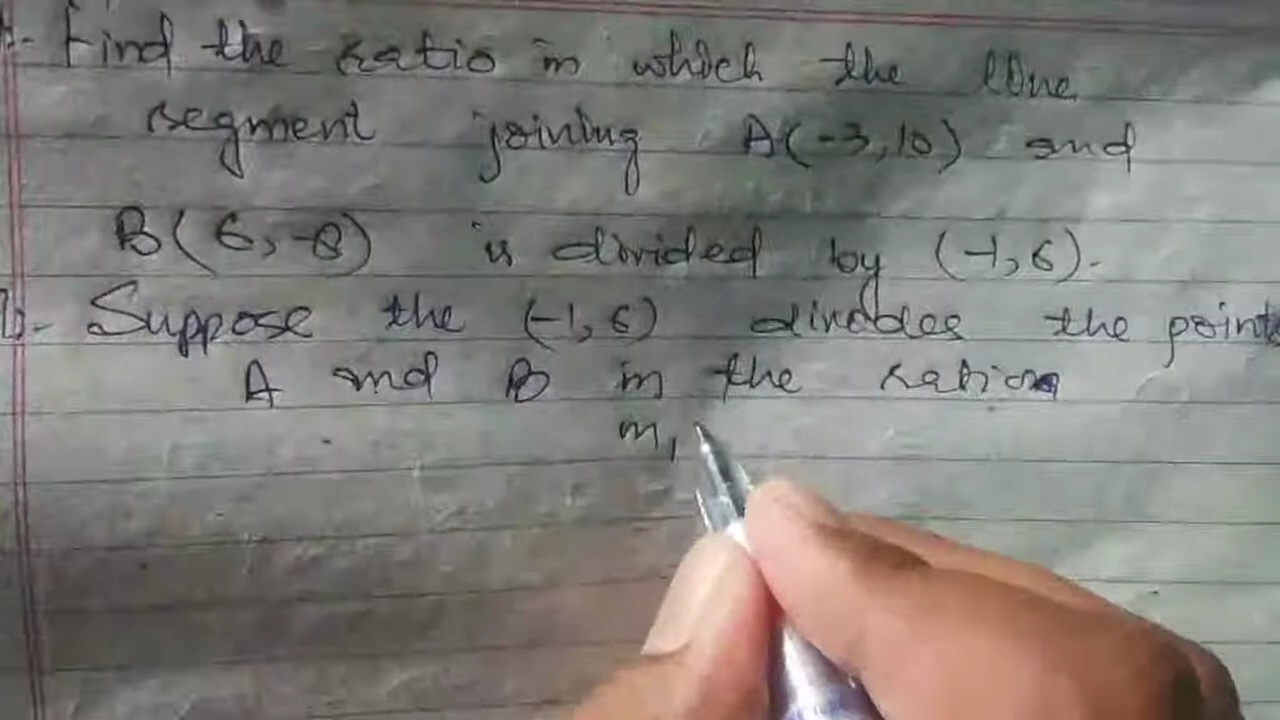 Find the ratio in which the line
segment joining A(-3,10) and
B(6,-8) is divided by (-1,6).
Suppose the (-1,6) divides the point
A and B in the ratio
m,